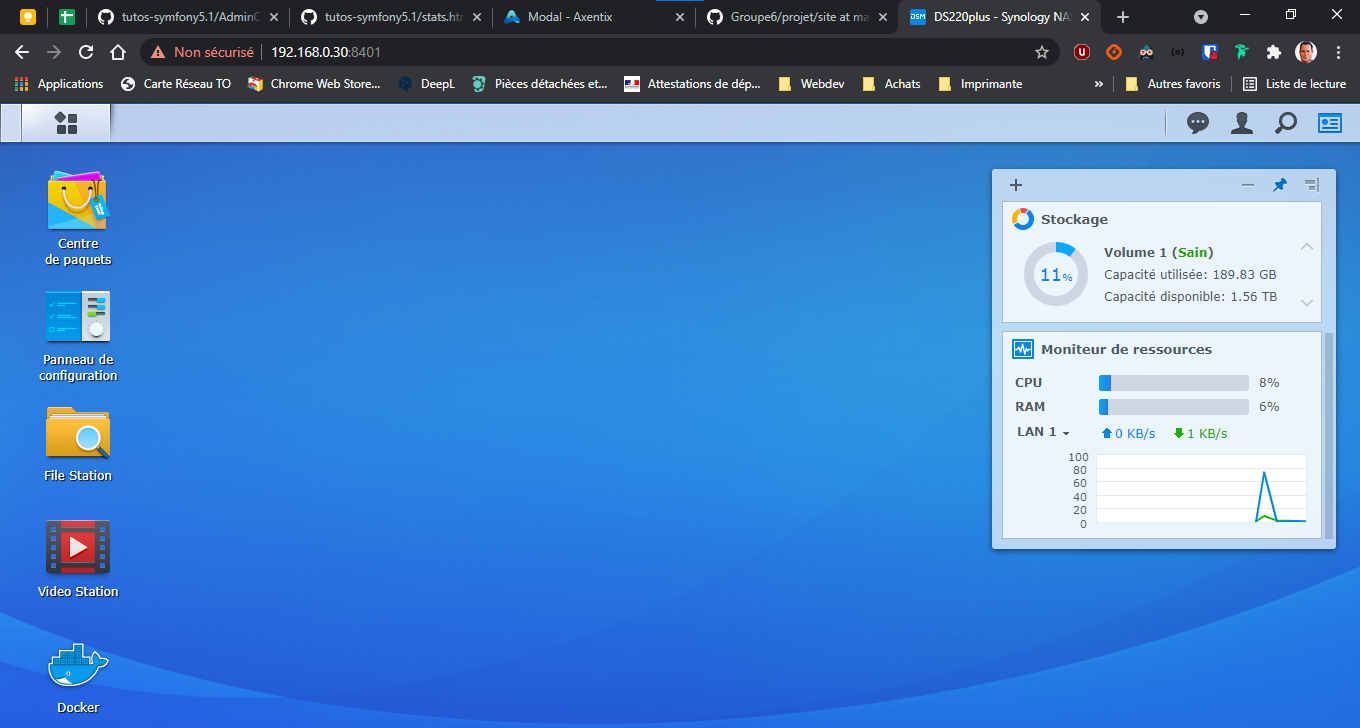 tutos-symfony5.1/AdminC
tutos-symfony5.1/stats.htm
Modal - Axentix
Groupe6/projet/site at ma
DSM
DS220plus - Synology NAS
Non sécurisé
192.168.0.30:8401
Applications
Carte Réseau TO
Chrome Web Store...
DeepL
Pièces détachées et...
Attestations de dép...
Webdev
Achats
Imprimante
»
Autres favoris
Liste de lecture
Centre
de paquets
Panneau de
configuration
File Station
Video Station
Docker
Stockage
11%
Volume 1 (Sain)
Capacité utilisée: 189.83 GB
Capacité disponible: 1.56 TB
Moniteur de ressources
CPU 8%
RAM 6%
LAN 1 0 KB/s 1 KB/s
100
80
60
40
20
0